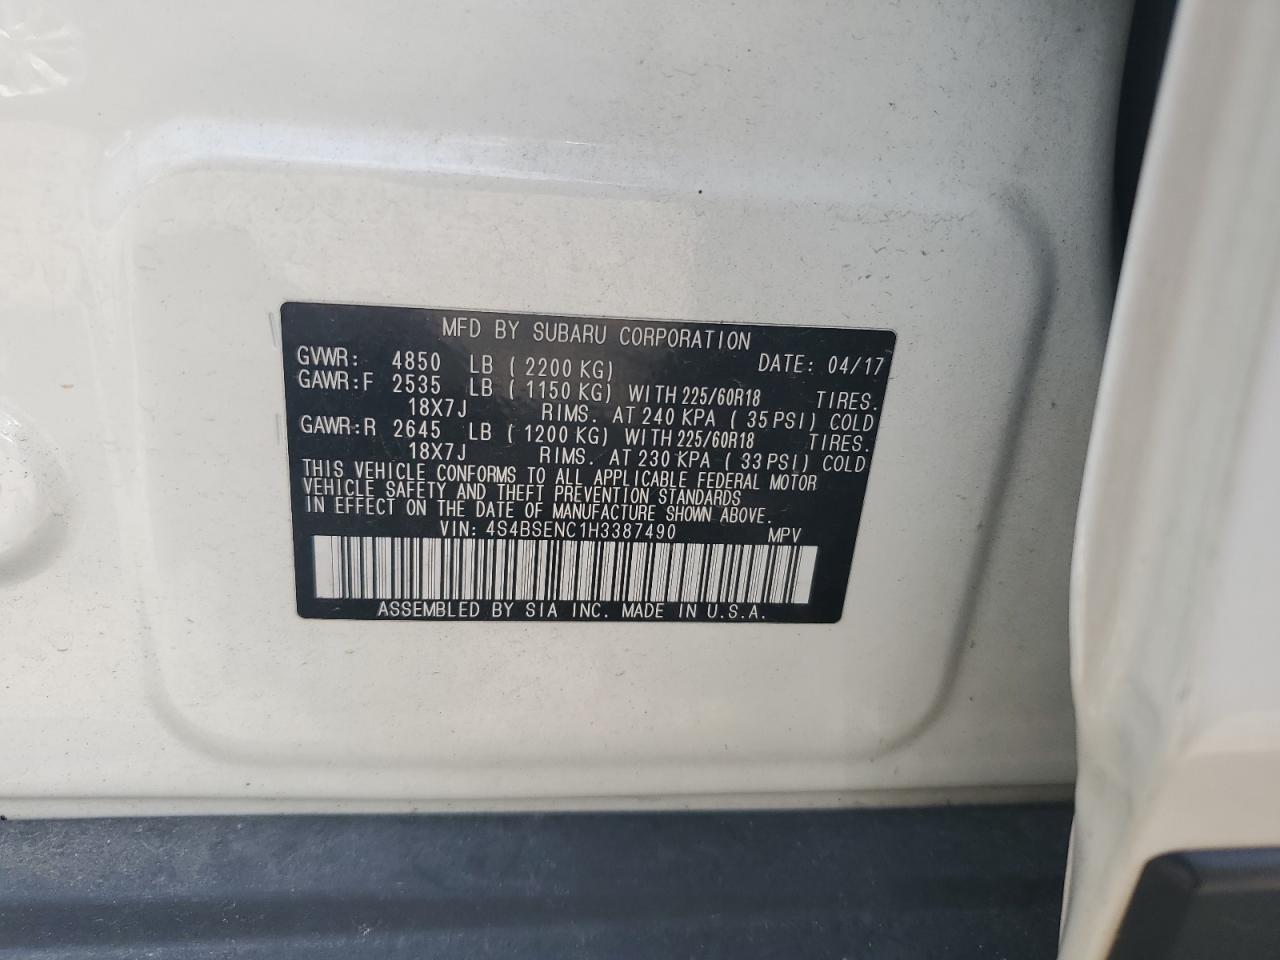 MFD BY SUBARU CORPORATION
GVWR: 4850 LB ( 2200 KG) DATE: 04/17
GAWR:F 2535 LB ( 1150 KG) WITH 225/60R18 TIRES.
18X7J RIMS. AT 240 KPA ( 35 PSI) COLD
GAWR:R 2645 LB ( 1200 KG) WITH 225/60R18 TIRES.
18X7J RIMS. AT 230 KPA ( 33 PSI) COLD
THIS VEHICLE CONFORMS TO ALL APPLICABLE FEDERAL MOTOR
VEHICLE SAFETY AND THEFT PREVENTION STANDARDS
IN EFFECT ON THE DATE OF MANUFACTURE SHOWN ABOVE.
VIN: 4S4BSENC1H3387490 MPV
ASSEMBLED BY SIA INC. MADE IN U.S.A.